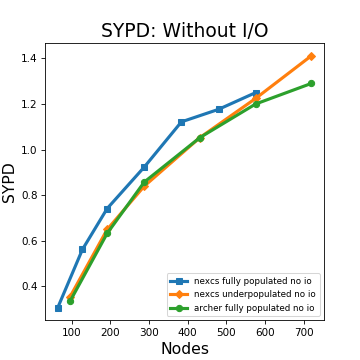 SYPD: Without I/O
1.4
1.2
1.0
0.8
0.6
0.4
SYPD
nexcs fully populated no io
nexcs underpopulated no io
archer fully populated no io
100 200 300 400 500 600 700
Nodes